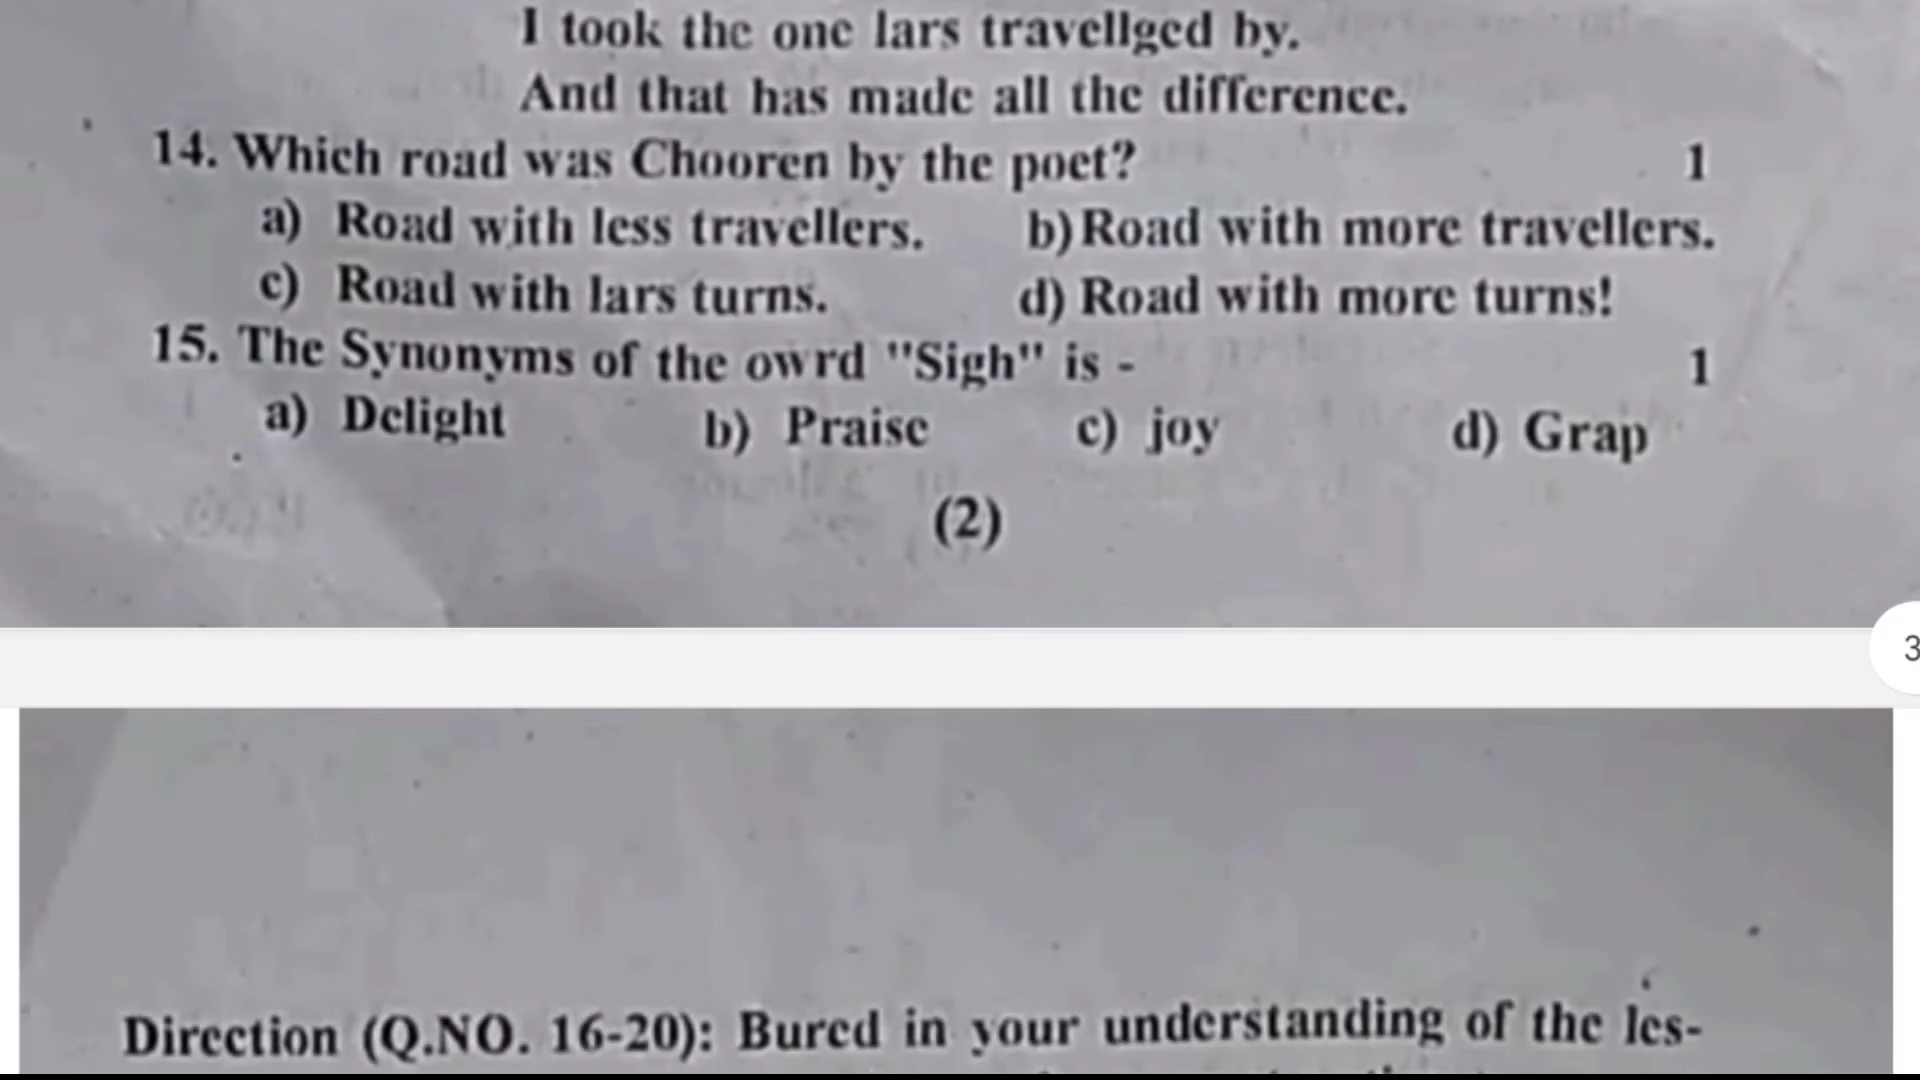 I took the one lars travellged by.
And that has made all the difference.
14. Which road was Chooren by the poet? 1
a) Road with less travellers. b) Road with more travellers.
c) Road with lars turns. d) Road with more turns!
15. The Synonyms of the owrd "Sigh" is - 1
a) Delight b) Praise c) joy d) Grap
(2)
3
Direction (Q.NO. 16-20): Bured in your understanding of the les-